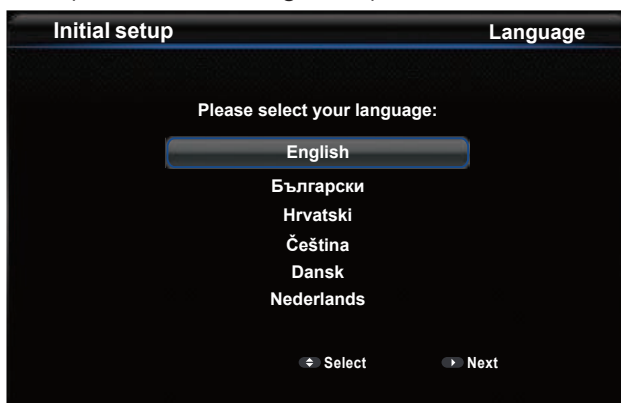 Initial setup Language
Please select your language:
English
Български
Hrvatski
Čeština
Dansk
Nederlands
Select Next